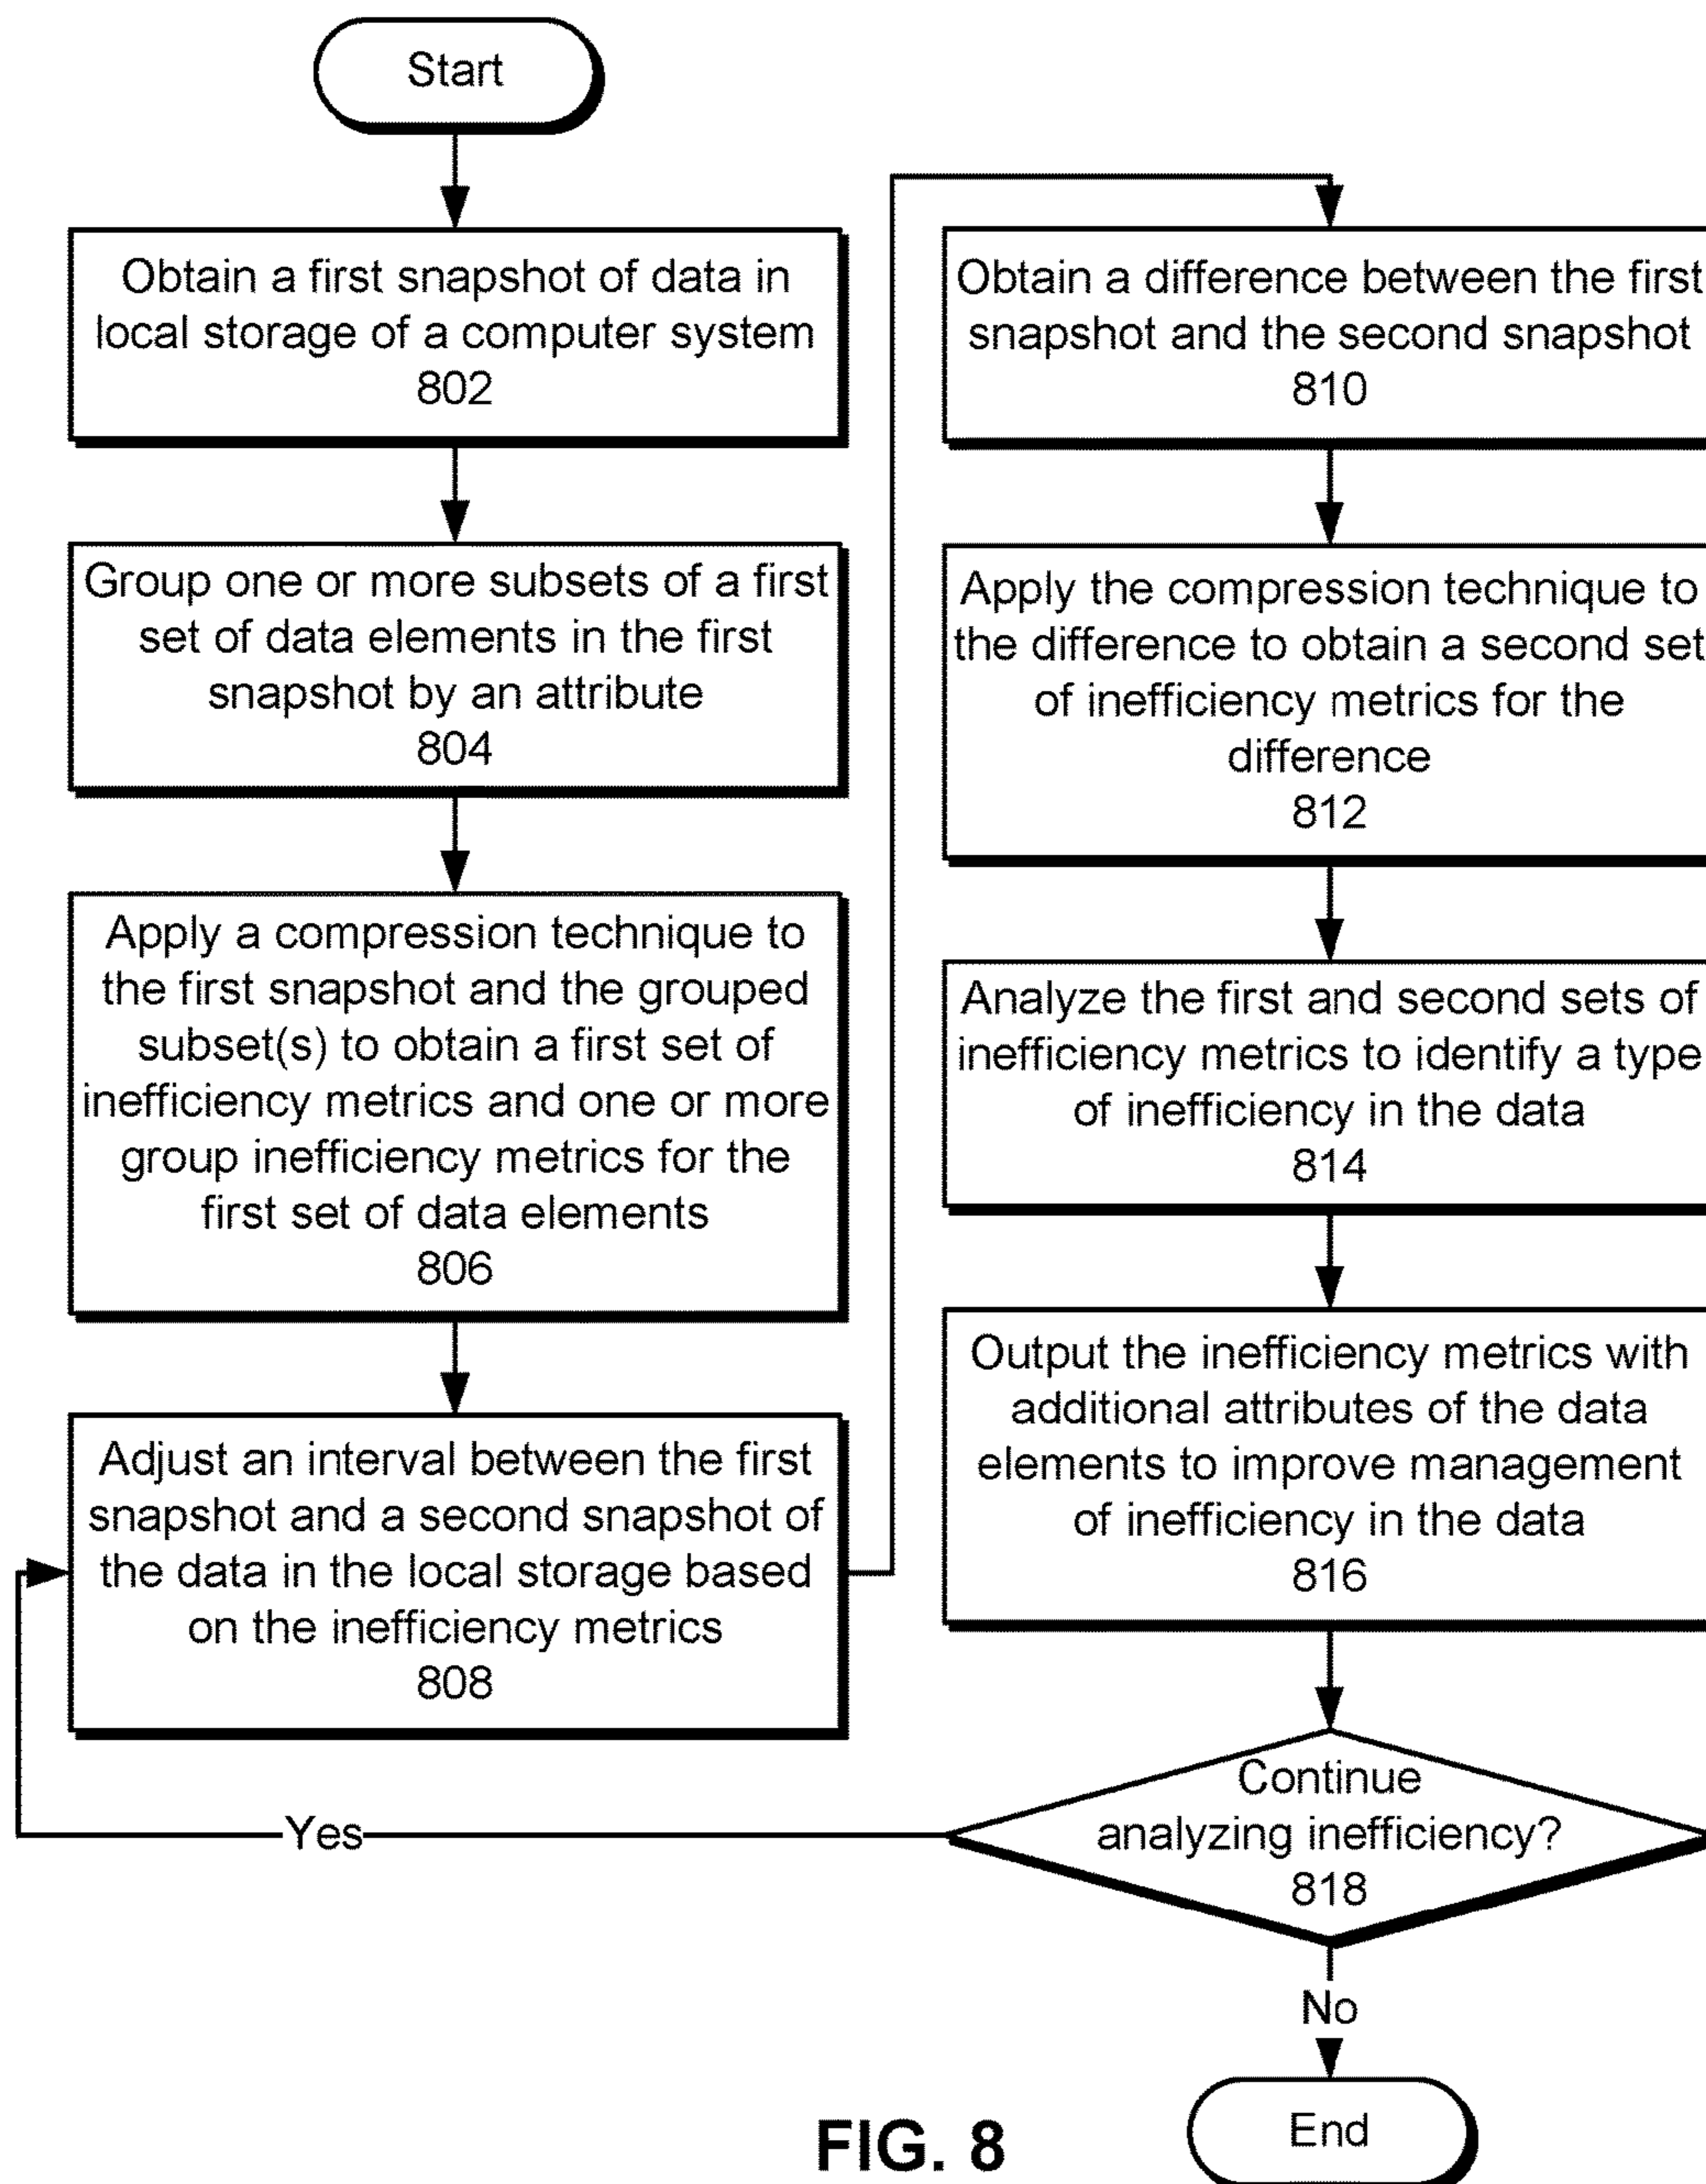 Start
Obtain a first snapshot of data in
local storage of a computer system
802
Group one or more subsets of a first
set of data elements in the first
snapshot by an attribute
804
Apply a compression technique to
the first snapshot and the grouped
subset(s) to obtain a first set of
inefficiency metrics and one or more
group inefficiency metrics for the
first set of data elements
806
Adjust an interval between the first
snapshot and a second snapshot of
the data in the local storage based
on the inefficiency metrics
808
Obtain a difference between the first
snapshot and the second snapshot
810
Apply the compression technique to
the difference to obtain a second set
of inefficiency metrics for the
difference
812
Analyze the first and second sets of
inefficiency metrics to identify a type
of inefficiency in the data
814
Output the inefficiency metrics with
additional attributes of the data
elements to improve management
of inefficiency in the data
816
Continue
analyzing inefficiency?
818
Yes
No
End
FIG. 8